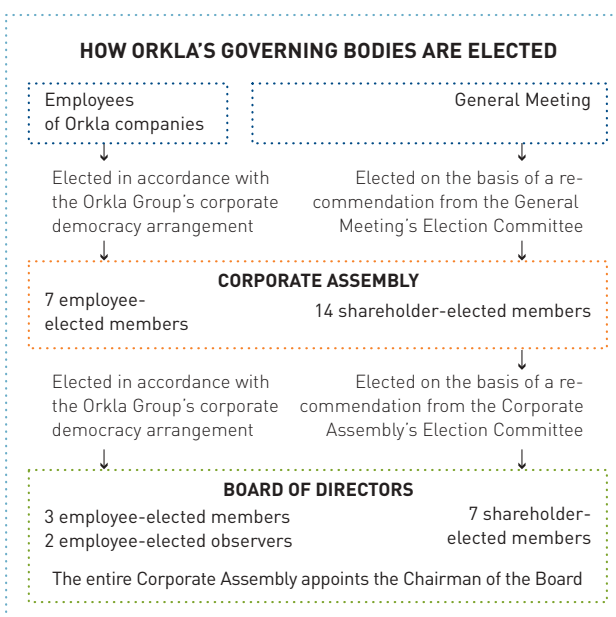 HOW ORKLA’S GOVERNING BODIES ARE ELECTED
Employees
of Orkla companies
General Meeting
Elected in accordance with
the Orkla Group’s corporate
democracy arrangement
Elected on the basis of a re-
commendation from the General
Meeting’s Election Committee
CORPORATE ASSEMBLY
7 employee-
elected members
14 shareholder-elected members
Elected in accordance with
the Orkla Group’s corporate
democracy arrangement
Elected on the basis of a re-
commendation from the Corporate
Assembly’s Election Committee
BOARD OF DIRECTORS
3 employee-elected members
2 employee-elected observers
7 shareholder-
elected members
The entire Corporate Assembly appoints the Chairman of the Board